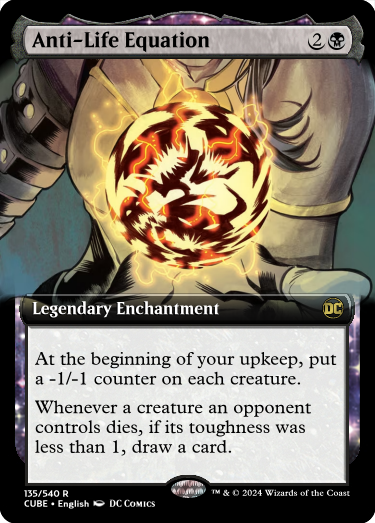 Anti-Life Equation 2
Legendary Enchantment DC
At the beginning of your upkeep, put
a -1/-1 counter on each creature.
Whenever a creature an opponent
controls dies, if its toughness was
less than 1, draw a card.
135/540 R
CUBE • English DC Comics
™ & © 2024 Wizards of the Coast